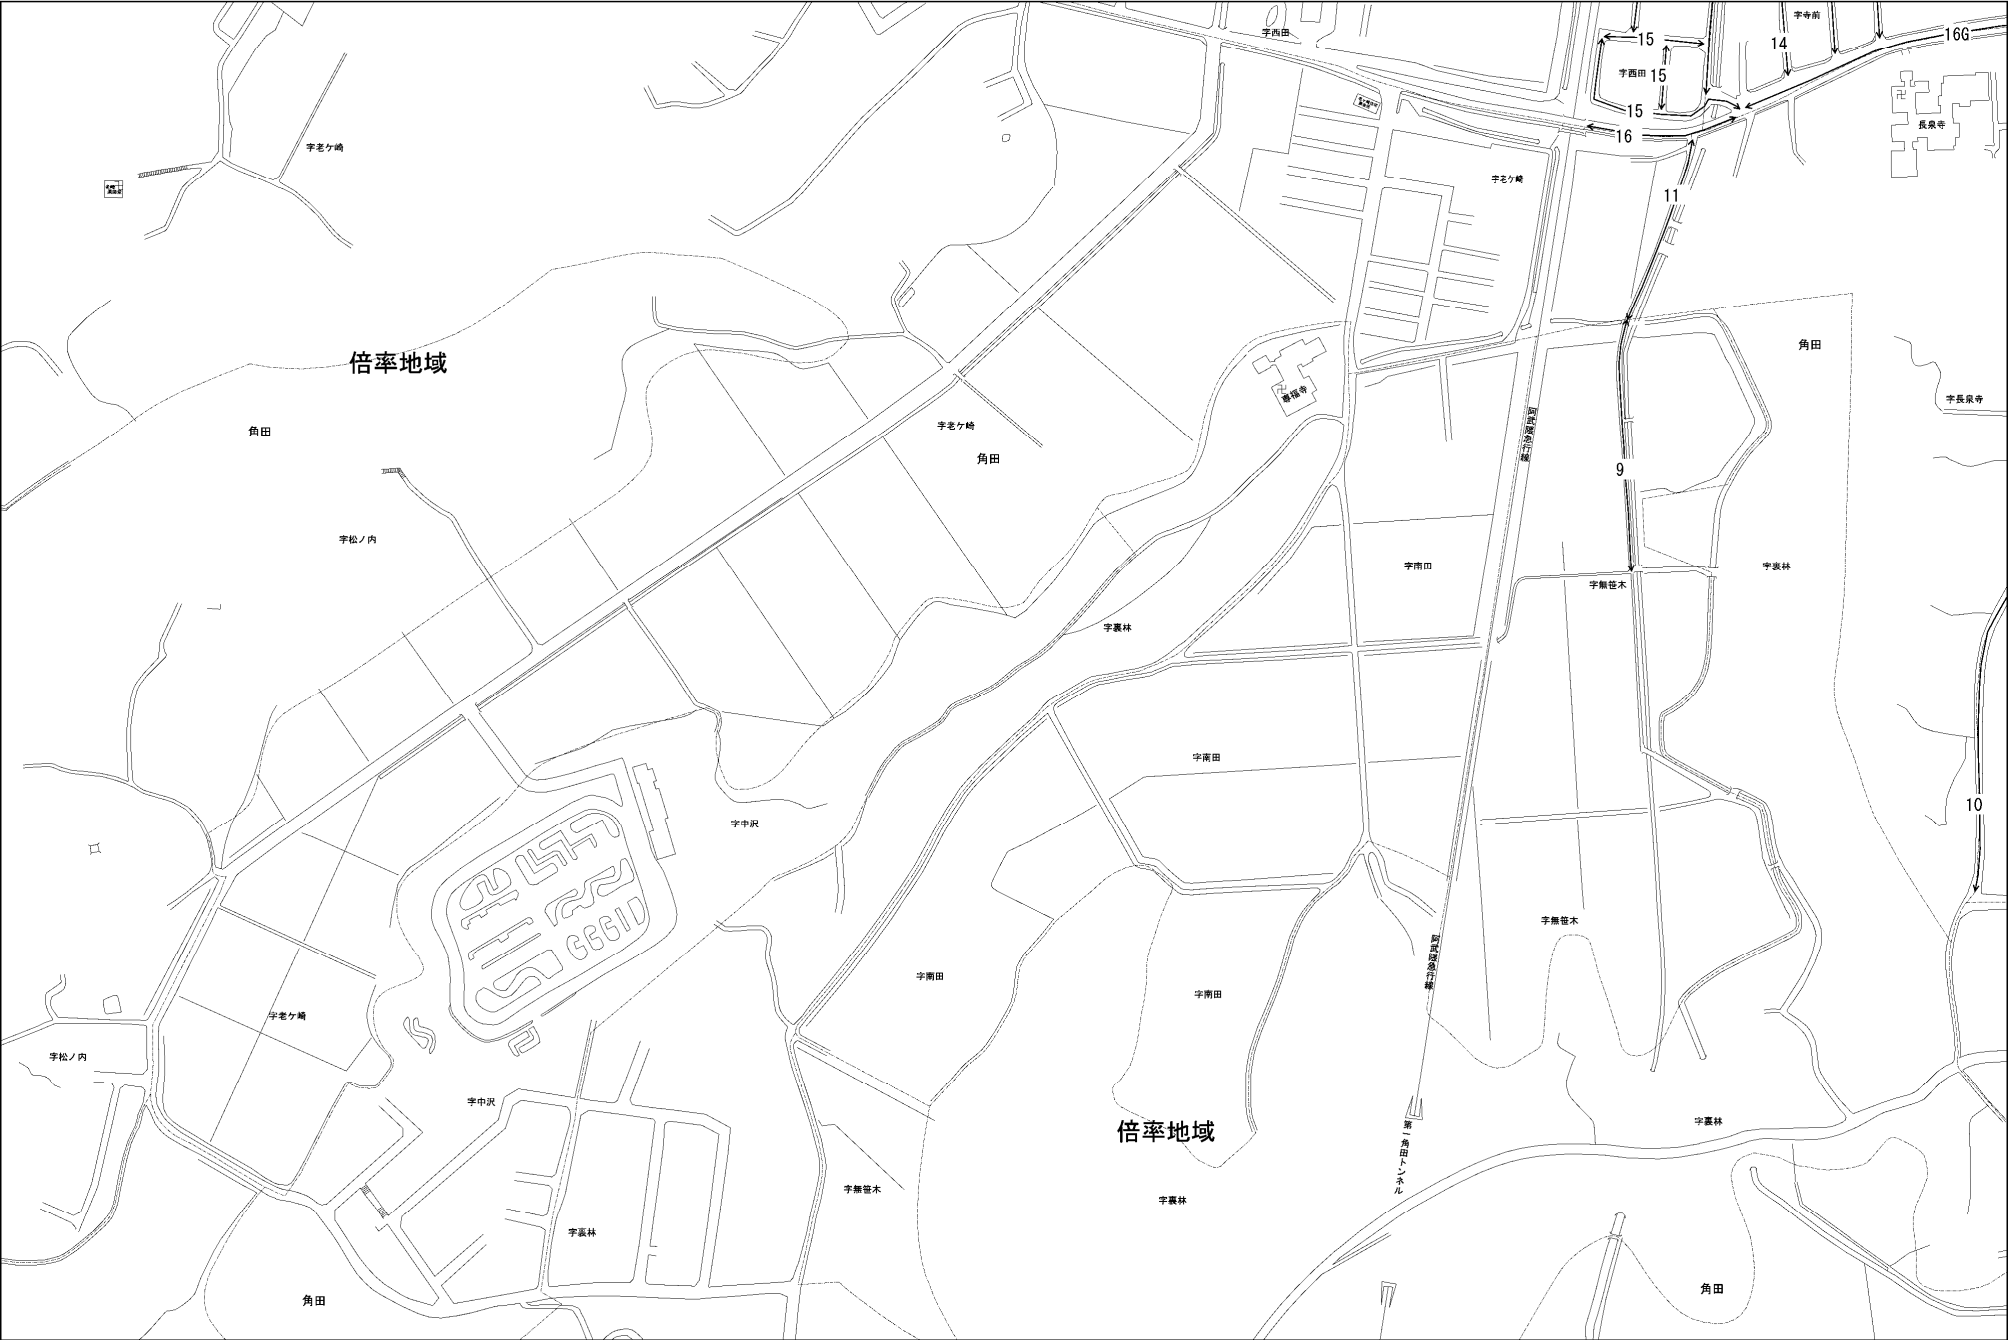 字寺前
字西田
16G
15
14
字西田
15
15
16
長泉寺
字老ケ崎
字老ケ崎
11
角田
倍率地域
専福寺
字長泉寺
字老ケ崎
角田
角田
阿武隈急行線
9
字松ノ内
字南田
字裏林
字無笹木
字裏林
字南田
10
字中沢
字無笹木
阿武隈急行線
字南田
字南田
字老ケ崎
字松ノ内
字中沢
倍率地域
第一角田トンネル
字裏林
字無笹木
字裏林
字裏林
角田
角田